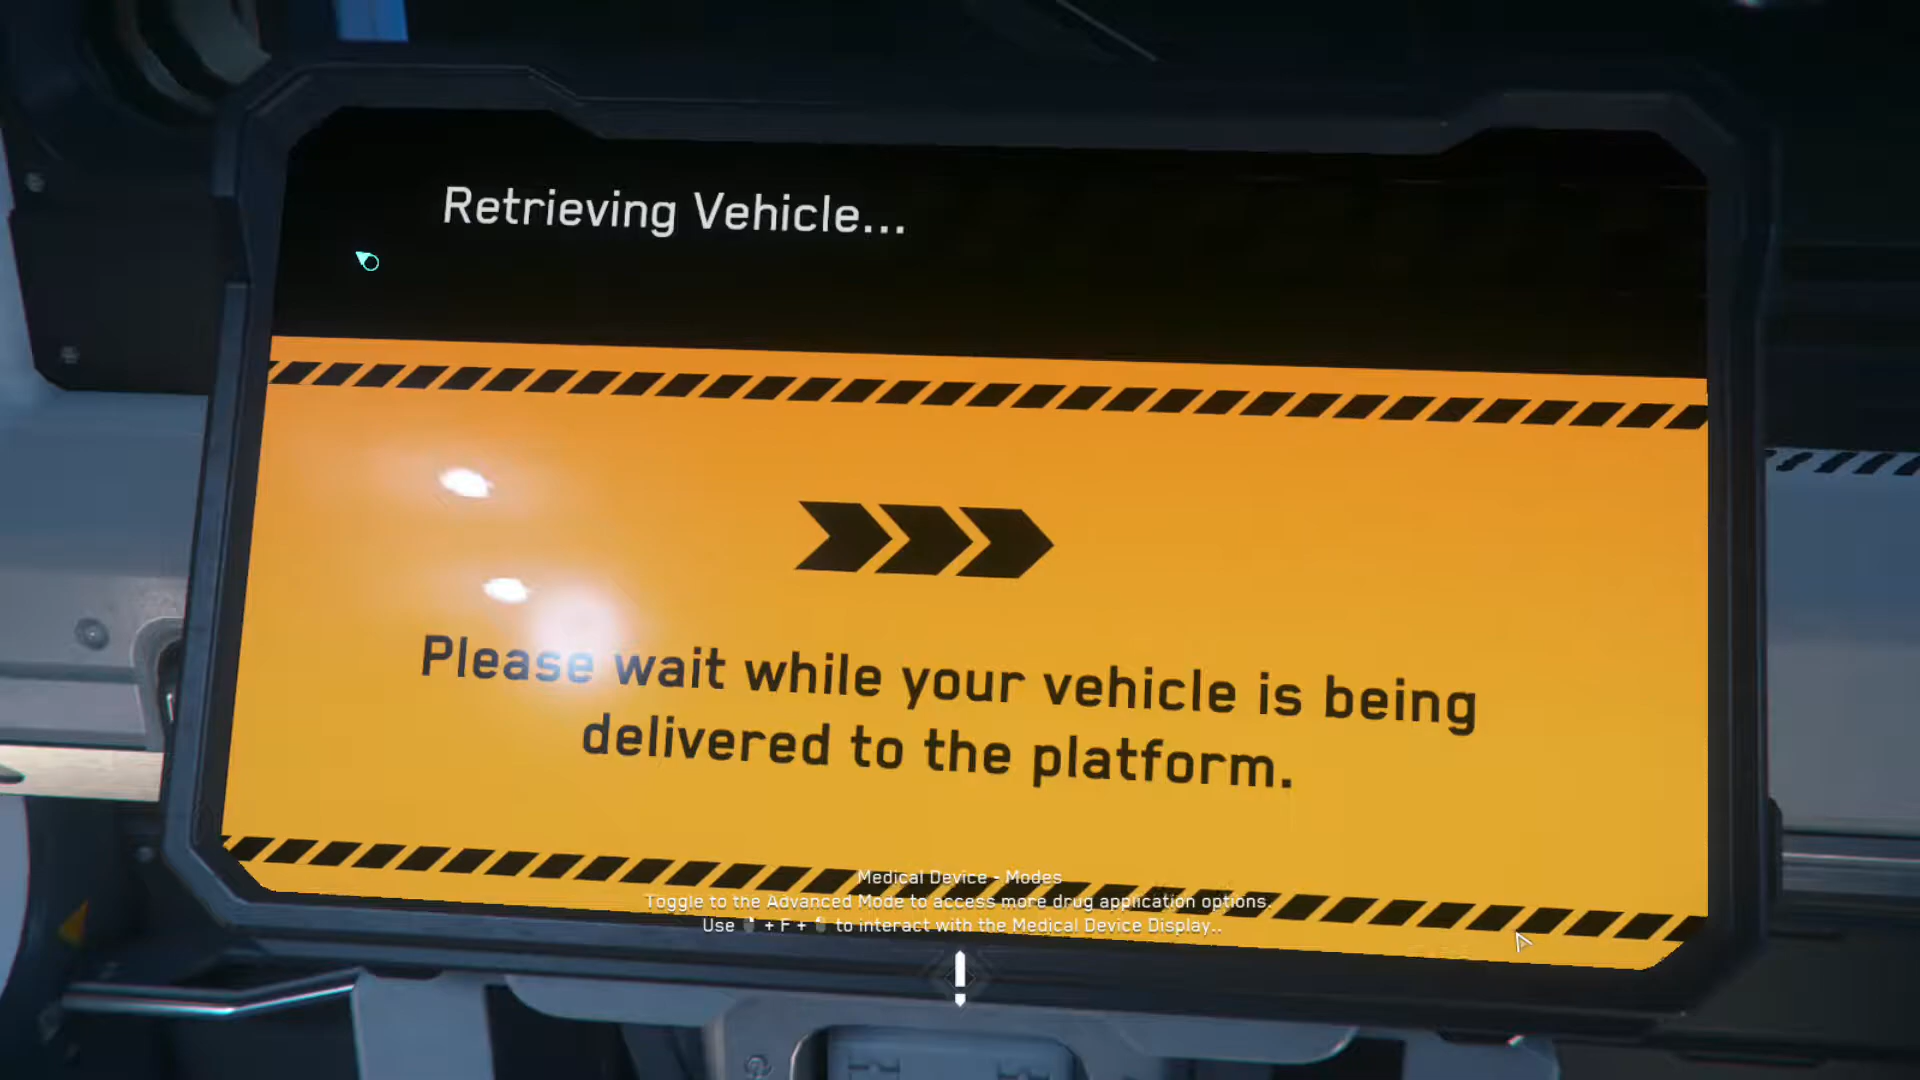 Retrieving Vehicle...
Please wait while your vehicle is being
delivered to the platform.
Medical Device - Modes
Toggle to the Advanced Mode to access more drug application options.
Use + F + to interact with the Medical Device Display..